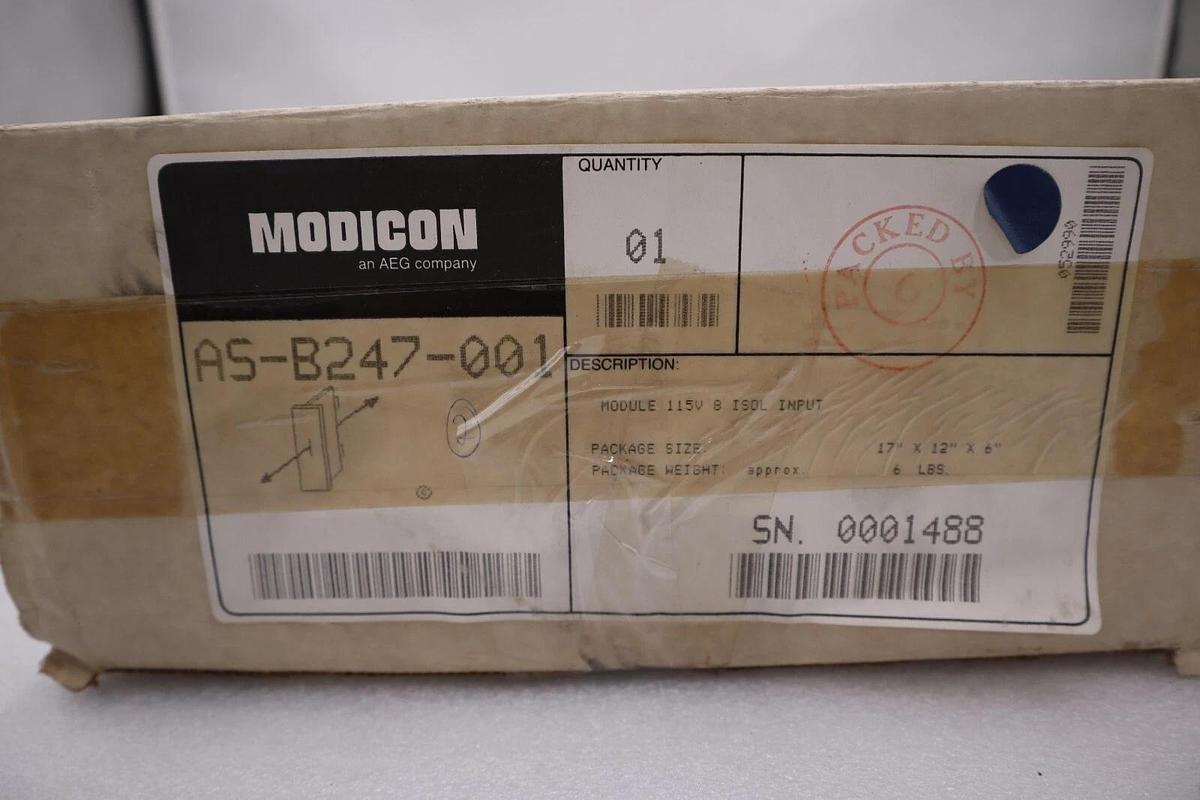 MODICON
an AEG company
QUANTITY
01
PACKED BY
6
AS-B247-001
DESCRIPTION:
MODULE 115V 8 ISOL INPUT
PACKAGE SIZE: 17" X 12" X 6"
PACKAGE WEIGHT: approx. 6 LBS.
SN. 0001488